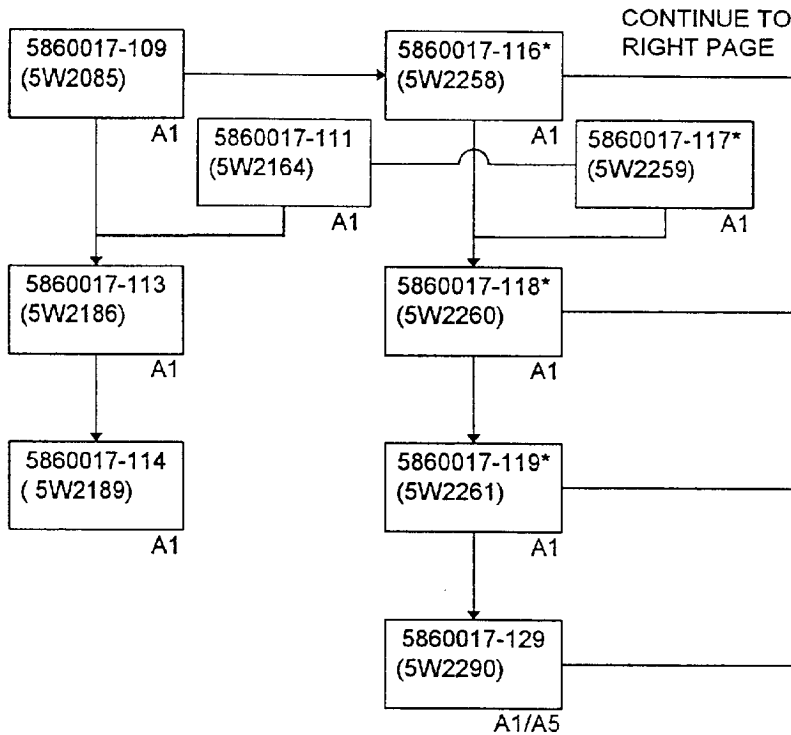 CONTINUE TO
RIGHT PAGE
5860017-109
(5W2085)
A1
5860017-116*
(5W2258)
A1
5860017-111
(5W2164)
A1
5860017-117*
(5W2259)
A1
5860017-113
(5W2186)
A1
5860017-118*
(5W2260)
A1
5860017-114
( 5W2189)
A1
5860017-119*
(5W2261)
A1
5860017-129
(5W2290)
A1/A5